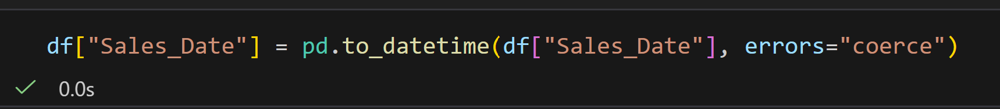 df["Sales_Date"] = pd.to_datetime(df["Sales_Date"], errors="coerce")
0.0s